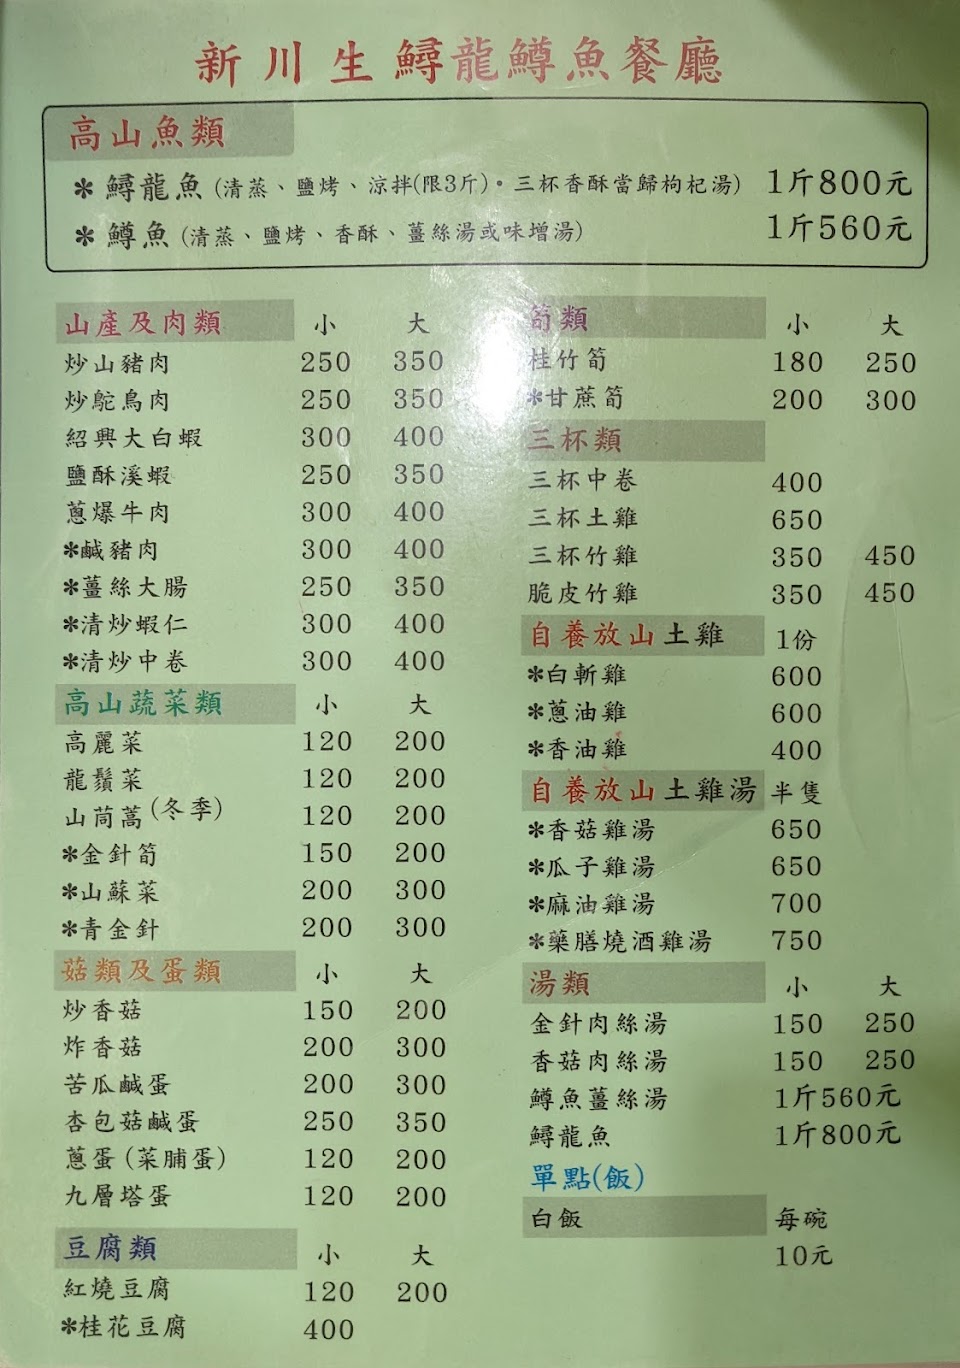 新川生鱘龍鱒魚餐廳
高山魚類
＊鱘龍魚(清蒸、鹽烤、涼拌(限3斤)・三杯香酥當歸枸杞湯) 1斤800元
＊鱒魚(清蒸、鹽烤、香酥、薑絲湯或味增湯) 1斤560元
山產及肉類 小 大
炒山豬肉 250 350
炒鴕鳥肉 250 350
紹興大白蝦 300 400
鹽酥溪蝦 250 350
蔥爆牛肉 300 400
＊鹹豬肉 300 400
＊薑絲大腸 250 350
＊清炒蝦仁 300 400
＊清炒中卷 300 400
高山蔬菜類 小 大
高麗菜 120 200
龍鬚菜 120 200
山茼蒿(冬季) 120 200
＊金針筍 150 200
＊山蘇菜 200 300
＊青金針 200 300
菇類及蛋類 小 大
炒香菇 150 200
炸香菇 200 300
苦瓜鹹蛋 200 300
杏包菇鹹蛋 250 350
蔥蛋(菜脯蛋) 120 200
九層塔蛋 120 200
豆腐類 小 大
紅燒豆腐 120 200
＊桂花豆腐 400
筍類 小 大
桂竹筍 180 250
＊甘蔗筍 200 300
三杯類
三杯中卷 400
三杯土雞 650
三杯竹雞 350 450
脆皮竹雞 350 450
自養放山土雞 1份
＊白斬雞 600
＊蔥油雞 600
＊香油雞 400
自養放山土雞湯 半隻
＊香菇雞湯 650
＊瓜子雞湯 650
＊麻油雞湯 700
＊藥膳燒酒雞湯 750
湯類 小 大
金針肉絲湯 150 250
香菇肉絲湯 150 250
鱒魚薑絲湯 1斤560元
鱘龍魚 1斤800元
單點(飯)
白飯 每碗
10元